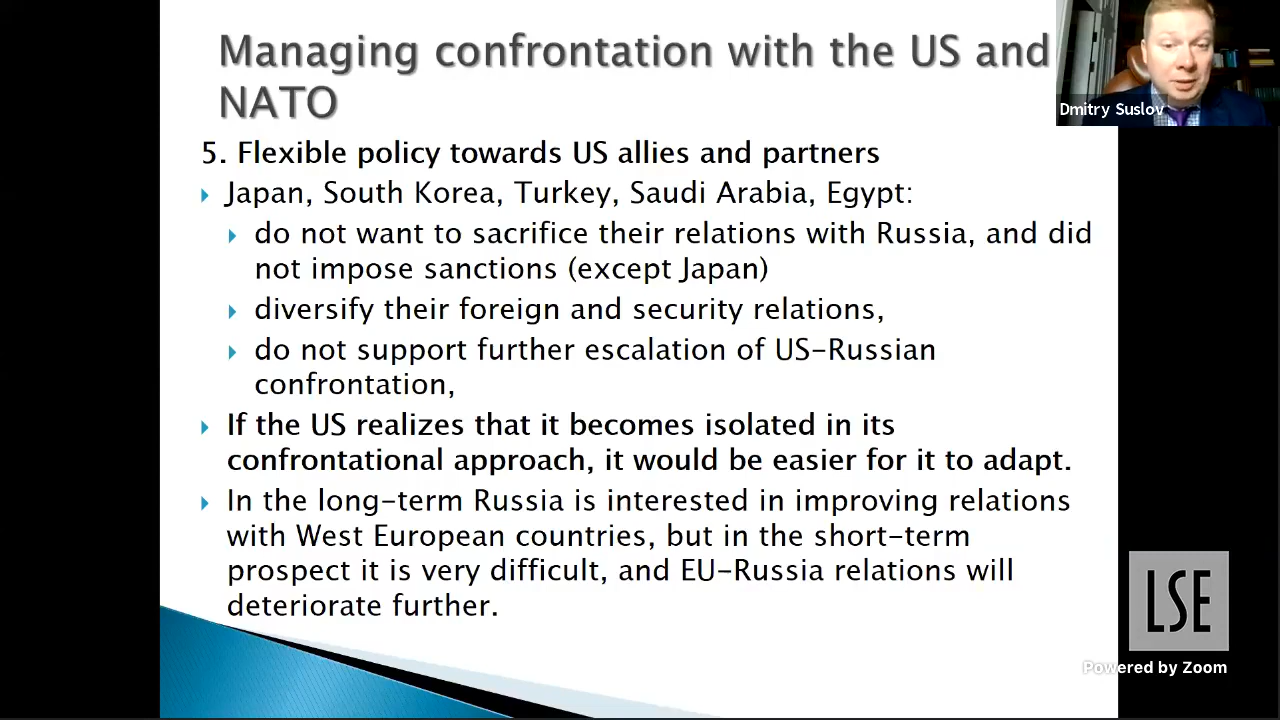 Managing confrontation with the US and
NATO
Dmitry Suslov
5. Flexible policy towards US allies and partners
Japan, South Korea, Turkey, Saudi Arabia, Egypt:
do not want to sacrifice their relations with Russia, and did
not impose sanctions (except Japan)
diversify their foreign and security relations,
do not support further escalation of US-Russian
confrontation,
If the US realizes that it becomes isolated in its
confrontational approach, it would be easier for it to adapt.
In the long-term Russia is interested in improving relations
with West European countries, but in the short-term
prospect it is very difficult, and EU-Russia relations will
deteriorate further.
LSE
Powered by Zoom